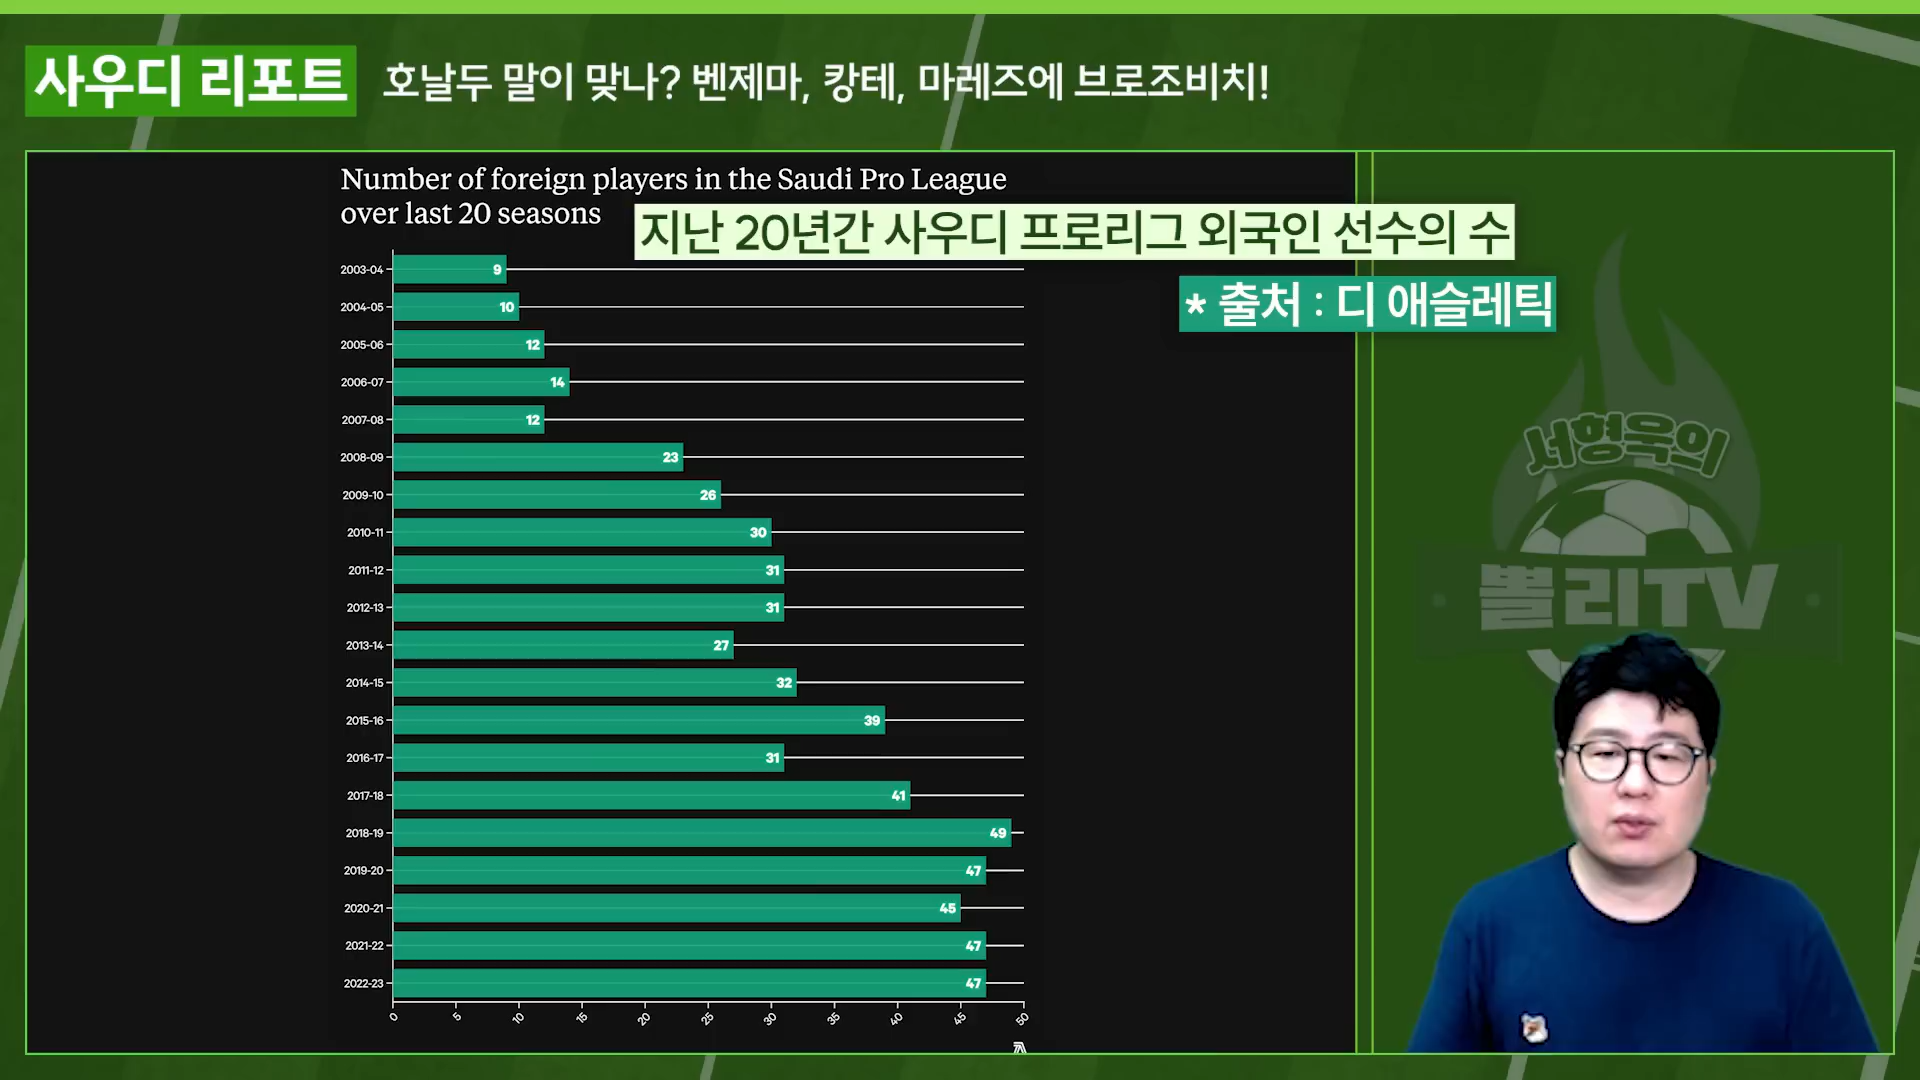 사우디 리포트
호날두 말이 맞나? 벤제마, 캉테, 마레즈에 브로조비치!
Number of foreign players in the Saudi Pro League
over last 20 seasons
지난 20년간 사우디 프로리그 외국인 선수의 수
* 출처 : 디 애슬레틱
2003-04 9
2004-05 10
2005-06 12
2006-07 14
2007-08 12
2008-09 23
2009-10 26
2010-11 30
2011-12 31
2012-13 31
2013-14 27
2014-15 32
2015-16 39
2016-17 31
2017-18 41
2018-19 49
2019-20 47
2020-21 45
2021-22 47
2022-23 47
0 5 10 15 20 25 30 35 40 45 50
서형욱의
뽈리TV